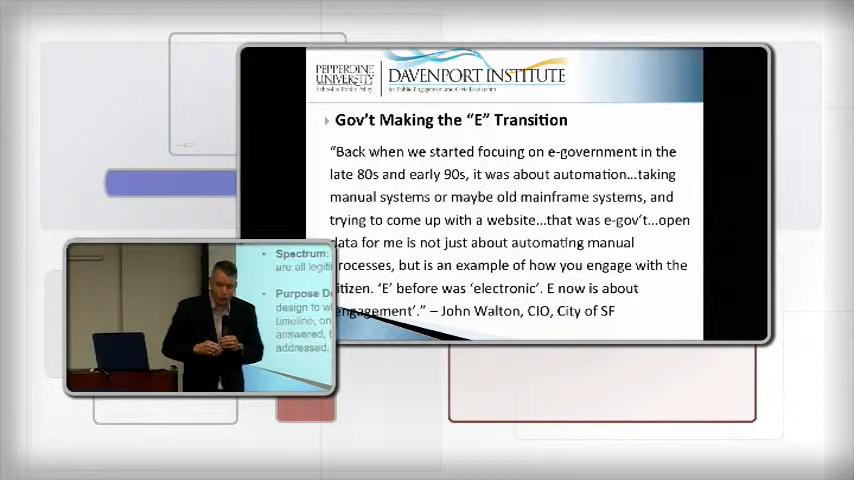 PEPPERDINE
UNIVERSITY
School of Public Policy
DAVENPORT INSTITUTE
for Public Engagement and Civic Leadership
Gov't Making the “E” Transition
“Back when we started focuing on e-government in the
late 80s and early 90s, it was about automation…taking
manual systems or maybe old mainframe systems, and
trying to come up with a website…that was e-gov't…open
data for me is not just about automating manual
rocesses, but is an example of how you engage with the
itizen. 'E' before was 'electronic'. E now is about
engagement'.” – John Walton, CIO, City of SF
• Spectrum:
are all legiti
• Purpose De
design to wh
timeline, on
answered, t
addressed.